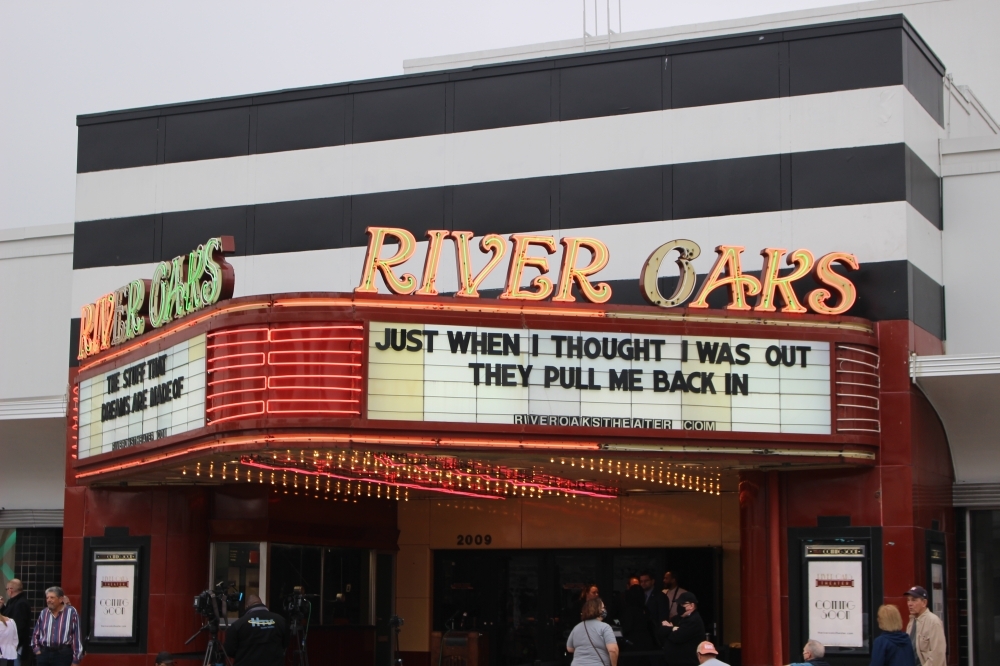 RIVER OAKS
RIVER OAKS
THE STUFF THAT
DREAMS ARE MADE OF
JUST WHEN I THOUGHT I WAS OUT
THEY PULL ME BACK IN
RIVEROAKSTHEATER COM
2009
COMING
SOON
COMING
SOON